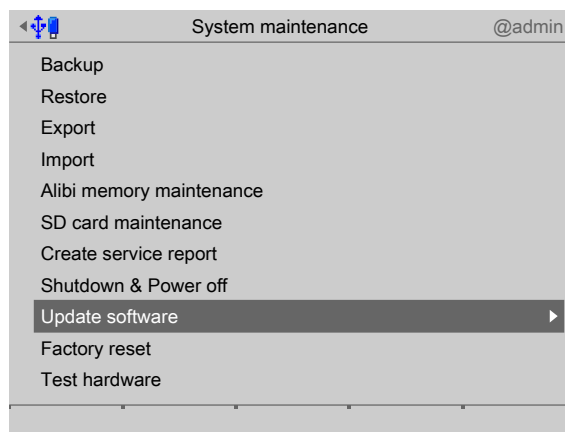 System maintenance @admin
Backup
Restore
Export
Import
Alibi memory maintenance
SD card maintenance
Create service report
Shutdown & Power off
Update software
Factory reset
Test hardware